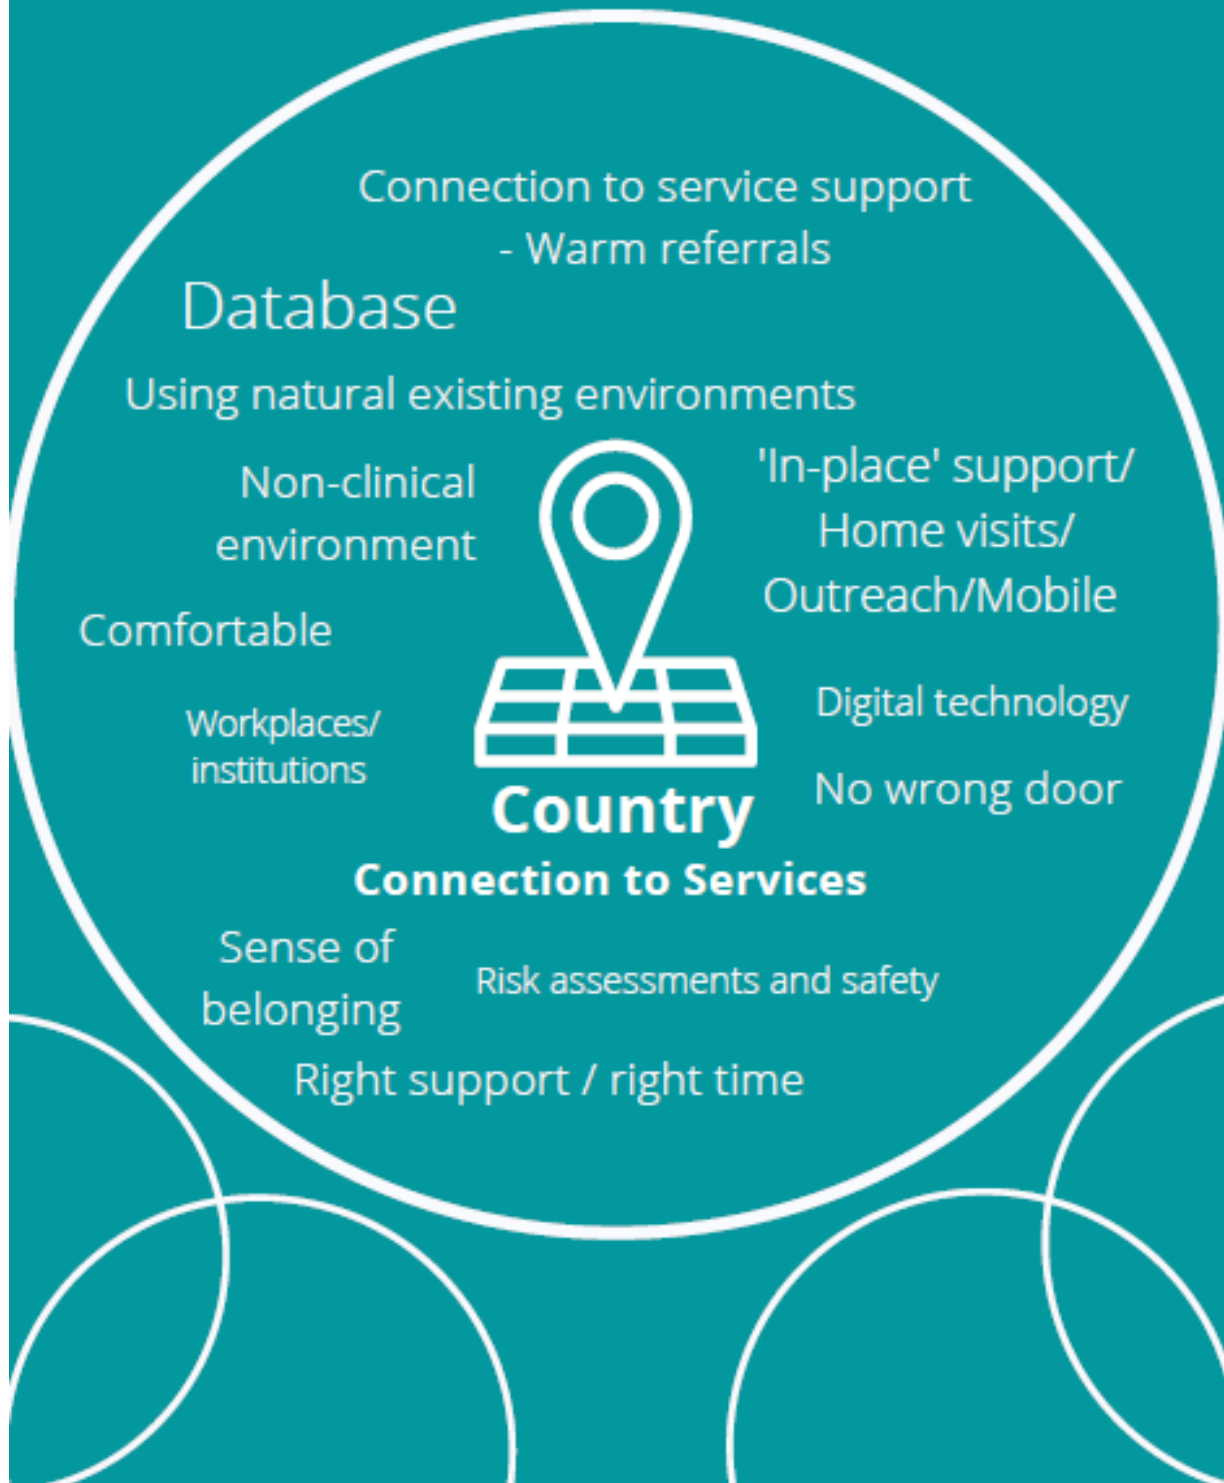 Connection to service support
- Warm referrals
Database
Using natural existing environments
Non-clinical
environment
'In-place' support/
Home visits/
Outreach/Mobile
Comfortable
Workplaces/
institutions
Digital technology
No wrong door
Country
Connection to Services
Sense of
belonging
Risk assessments and safety
Right support / right time